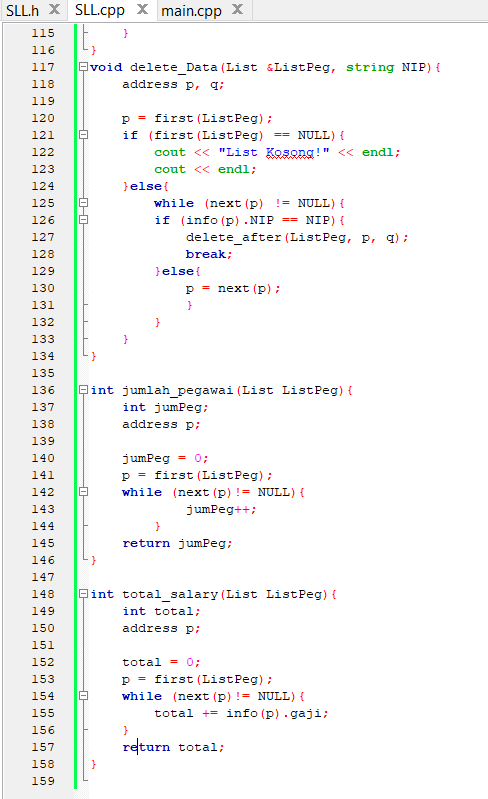 SLL.h X SLL.cpp X main.cpp X
115 }
116 }
117 void delete_Data(List &ListPeg, string NIP){
118 address p, q;
119
120 p = first(ListPeg);
121 if (first(ListPeg) == NULL){
122 cout << "List Kosong!" << endl;
123 cout << endl;
124 }else{
125 while (next(p) != NULL){
126 if (info(p).NIP == NIP){
127 delete_after(ListPeg, p, q);
128 break;
129 }else{
130 p = next(p);
131 }
132 }
133 }
134 }
135
136 int jumlah_pegawai(List ListPeg){
137 int jumPeg;
138 address p;
139
140 jumPeg = 0;
141 p = first(ListPeg);
142 while (next(p)!= NULL){
143 jumPeg++;
144 }
145 return jumPeg;
146 }
147
148 int total_salary(List ListPeg){
149 int total;
150 address p;
151
152 total = 0;
153 p = first(ListPeg);
154 while (next(p)!= NULL){
155 total += info(p).gaji;
156 }
157 return total;
158 }
159